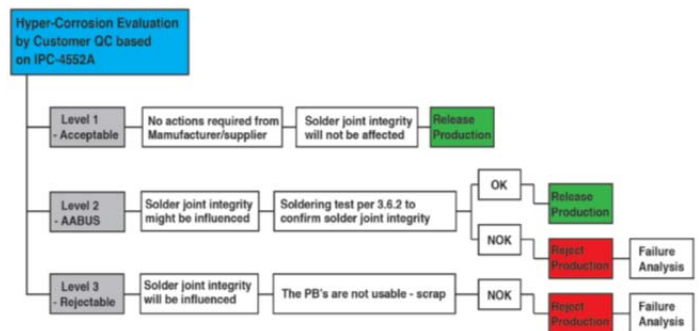 Hyper-Corrosion Evaluation
by Customer QC based
on IPC-4552A
Level 1
- Acceptable
No actions required from
Mamufacturer/supplier
Solder joint integrity
will not be affected
Release
Production
Level 2
- AABUS
Solder joint integrity
might be influenced
Soldering test per 3.6.2 to
confirm solder joint integrity
OK
Release
Production
NOK
Reject
Production
Failure
Analysis
Level 3
- Rejectable
Solder joint integrity
will be influenced
The PB's are not usable - scrap
NOK
Reject
Production
Failure
Analysis